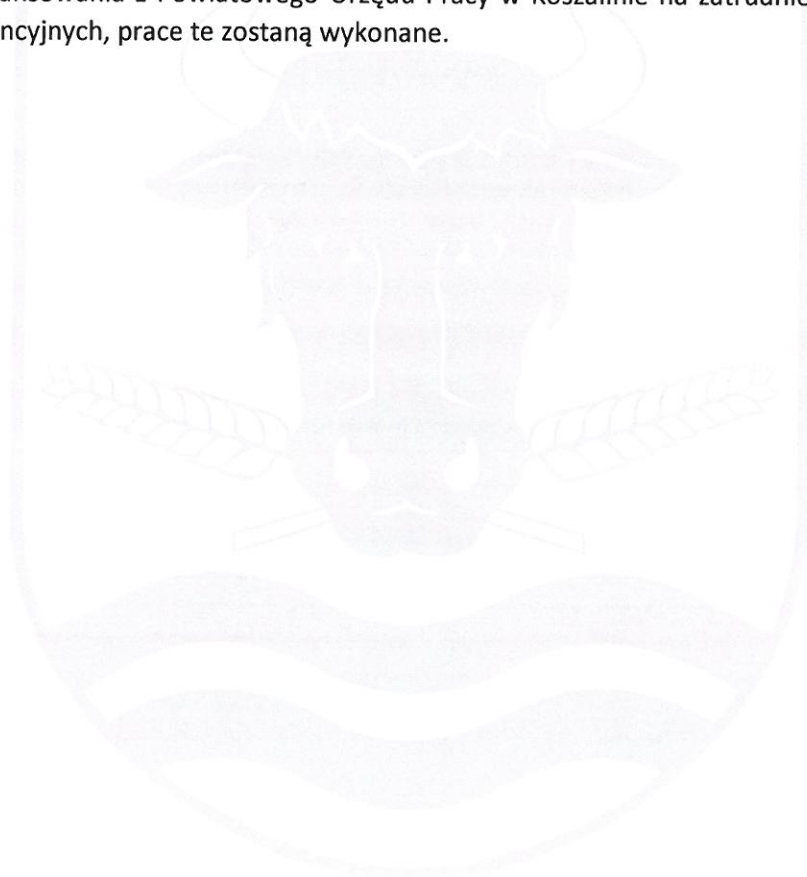 z Powiatowego Urzędu Pracy w Koszalinie na
ncyjnych, prace te zostaną wykonane.